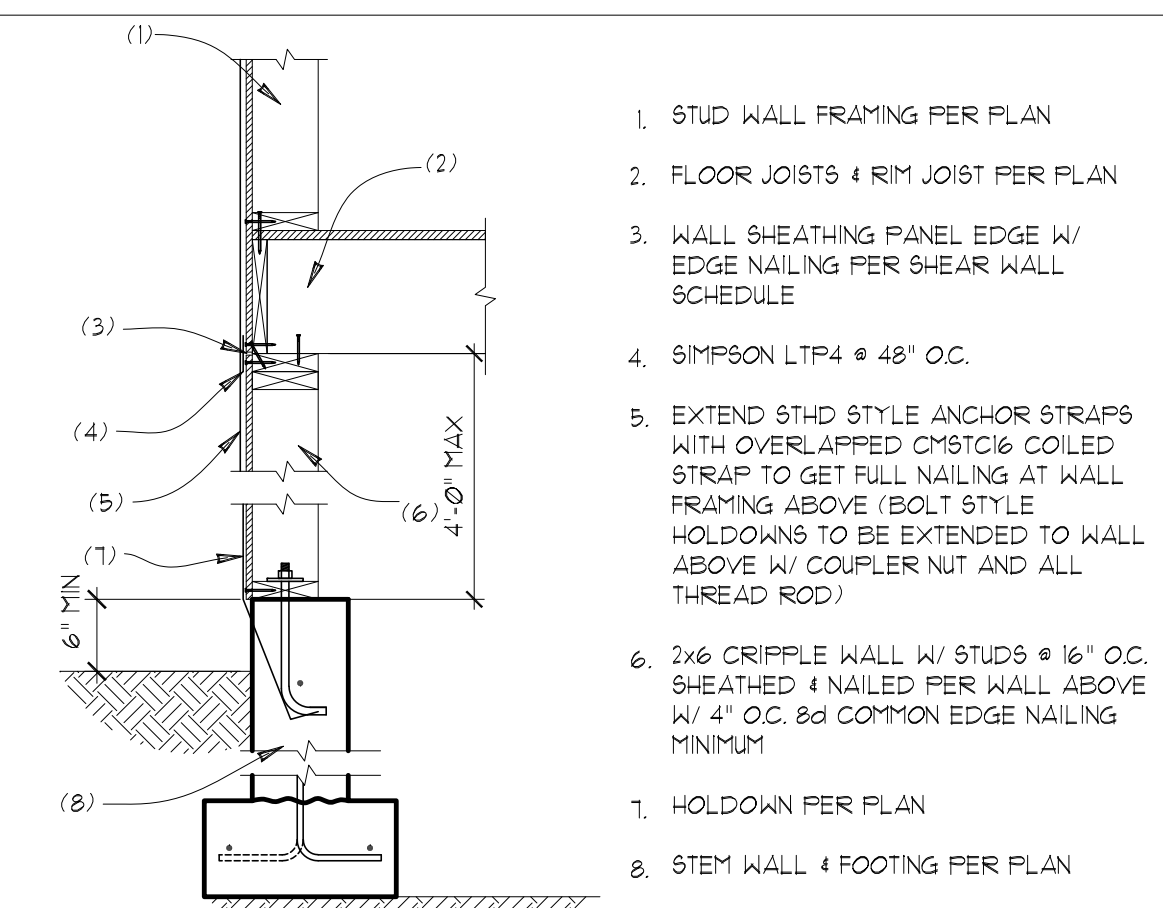 (1)
(2)
(3)
(4)
(5)
(6)
4'-0" MAX
(7)
6" MIN
(8)
1. STUD WALL FRAMING PER PLAN
2. FLOOR JOISTS & RIM JOIST PER PLAN
3. WALL SHEATHING PANEL EDGE W/
EDGE NAILING PER SHEAR WALL
SCHEDULE
4. SIMPSON LTP4 @ 48" O.C.
5. EXTEND STHD STYLE ANCHOR STRAPS
WITH OVERLAPPED CMSTC16 COILED
STRAP TO GET FULL NAILING AT WALL
FRAMING ABOVE (BOLT STYLE
HOLDOWNS TO BE EXTENDED TO WALL
ABOVE W/ COUPLER NUT AND ALL
THREAD ROD)
6. 2x6 CRIPPLE WALL W/ STUDS @ 16" O.C.
SHEATHED & NAILED PER WALL ABOVE
W/ 4" O.C. 8d COMMON EDGE NAILING
MINIMUM
7. HOLDOWN PER PLAN
8. STEM WALL & FOOTING PER PLAN